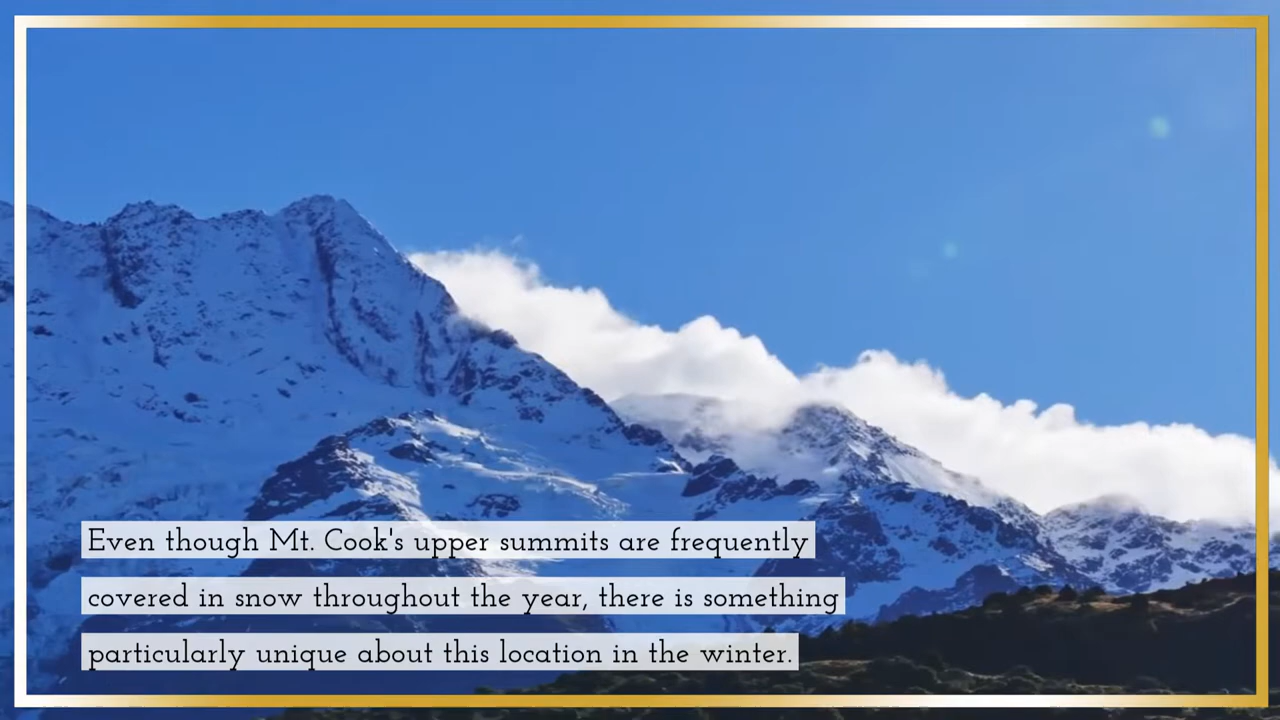 Even though Mt. Cook's upper summits are frequently
covered in snow throughout the year, there is something
particularly unique about this location in the winter.